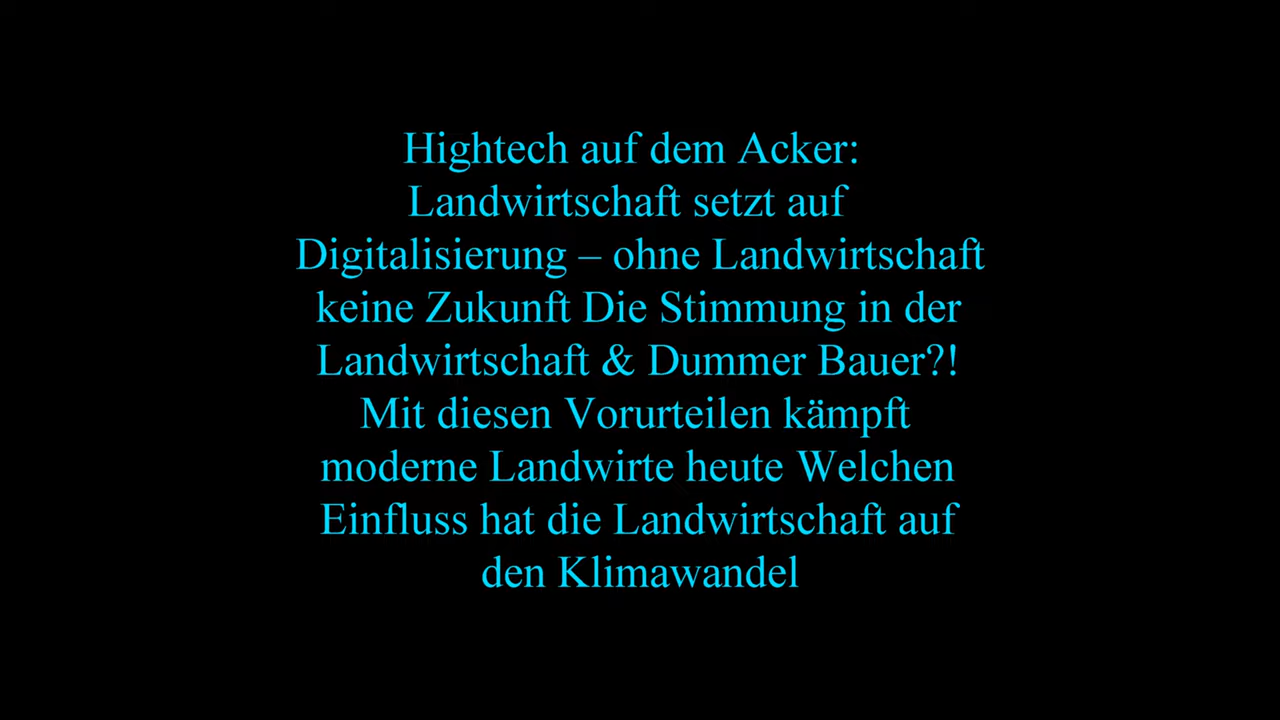 Hightech auf dem Acker:
Landwirtschaft setzt auf
Digitalisierung – ohne Landwirtschaft
keine Zukunft Die Stimmung in der
Landwirtschaft & Dummer Bauer?!
Mit diesen Vorurteilen kämpft
moderne Landwirte heute Welchen
Einfluss hat die Landwirtschaft auf
den Klimawandel